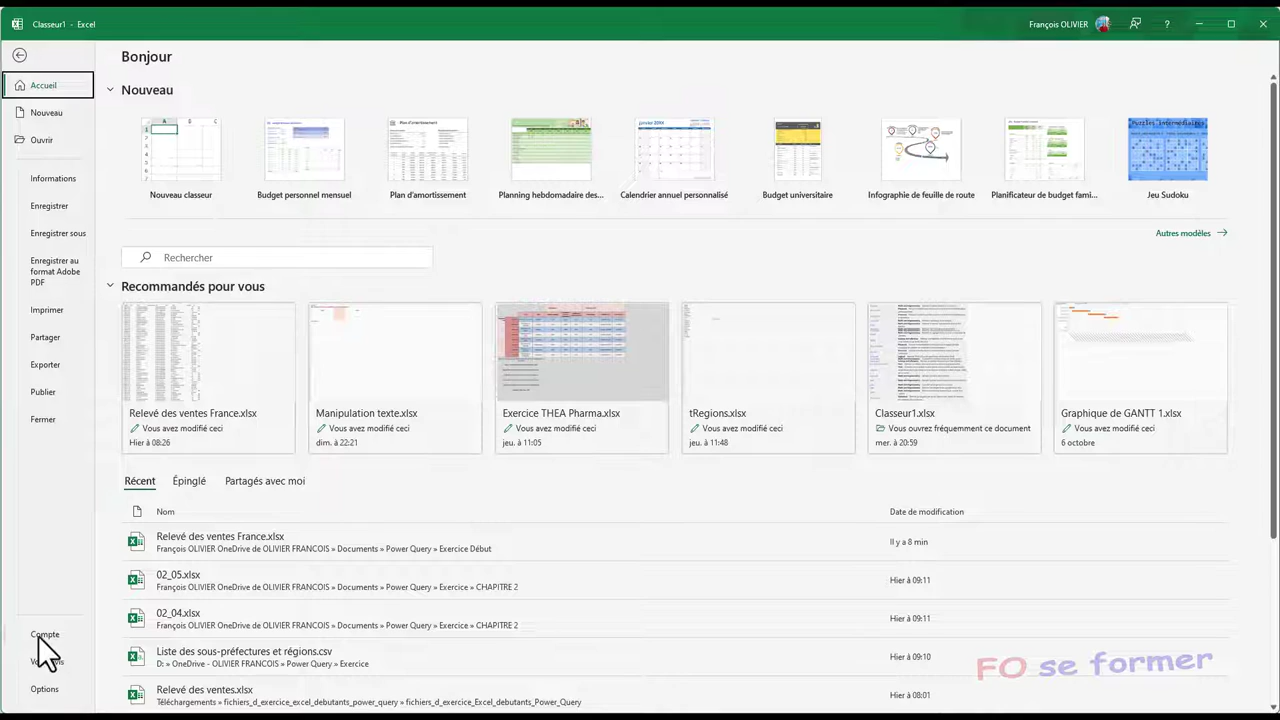 Classeur1 - Excel
François OLIVIER
?
Bonjour
Accueil
Nouveau
Ouvrir
Informations
Enregistrer
Enregistrer sous
Enregistrer au
format Adobe
PDF
Imprimer
Partager
Exporter
Publier
Fermer
Compte
Options
Nouveau
Nouveau classeur
Budget personnel mensuel
Plan d'amortissement
Planning hebdomadaire des...
Calendrier annuel personnalisé
Budget universitaire
Infographie de feuille de route
Planificateur de budget fami...
Jeu Sudoku
Autres modèles
Rechercher
Recommandés pour vous
Relevé des ventes France.xlsx
Vous avez modifié ceci
Hier à 08:26
Manipulation texte.xlsx
Vous avez modifié ceci
dim. à 22:21
Exercice THEA Pharma.xlsx
Vous avez modifié ceci
jeu. à 11:05
tRegions.xlsx
Vous avez modifié ceci
jeu. à 11:48
Classeur1.xlsx
Vous ouvrez fréquemment ce document
mer. à 20:59
Graphique de GANTT 1.xlsx
Vous avez modifié ceci
6 octobre
Récent Épinglé Partagés avec moi
Nom Date de modification
Relevé des ventes France.xlsx
François OLIVIER OneDrive de OLIVIER FRANCOIS » Documents » Power Query » Exercice Début
Il y a 8 min
02_05.xlsx
François OLIVIER OneDrive de OLIVIER FRANCOIS » Documents » Power Query » Exercice » CHAPITRE 2
Hier à 09:11
02_04.xlsx
François OLIVIER OneDrive de OLIVIER FRANCOIS » Documents » Power Query » Exercice » CHAPITRE 2
Hier à 09:11
Liste des sous-préfectures et régions.csv
D: » OneDrive - OLIVIER FRANCOIS » Power Query » Exercice
Hier à 09:10
Relevé des ventes.xlsx
Téléchargements » fichiers_d_exercice_excel_debutants_power_query » fichiers_d_exercice_Excel_debutants_Power_Query
Hier à 08:01
FO se former